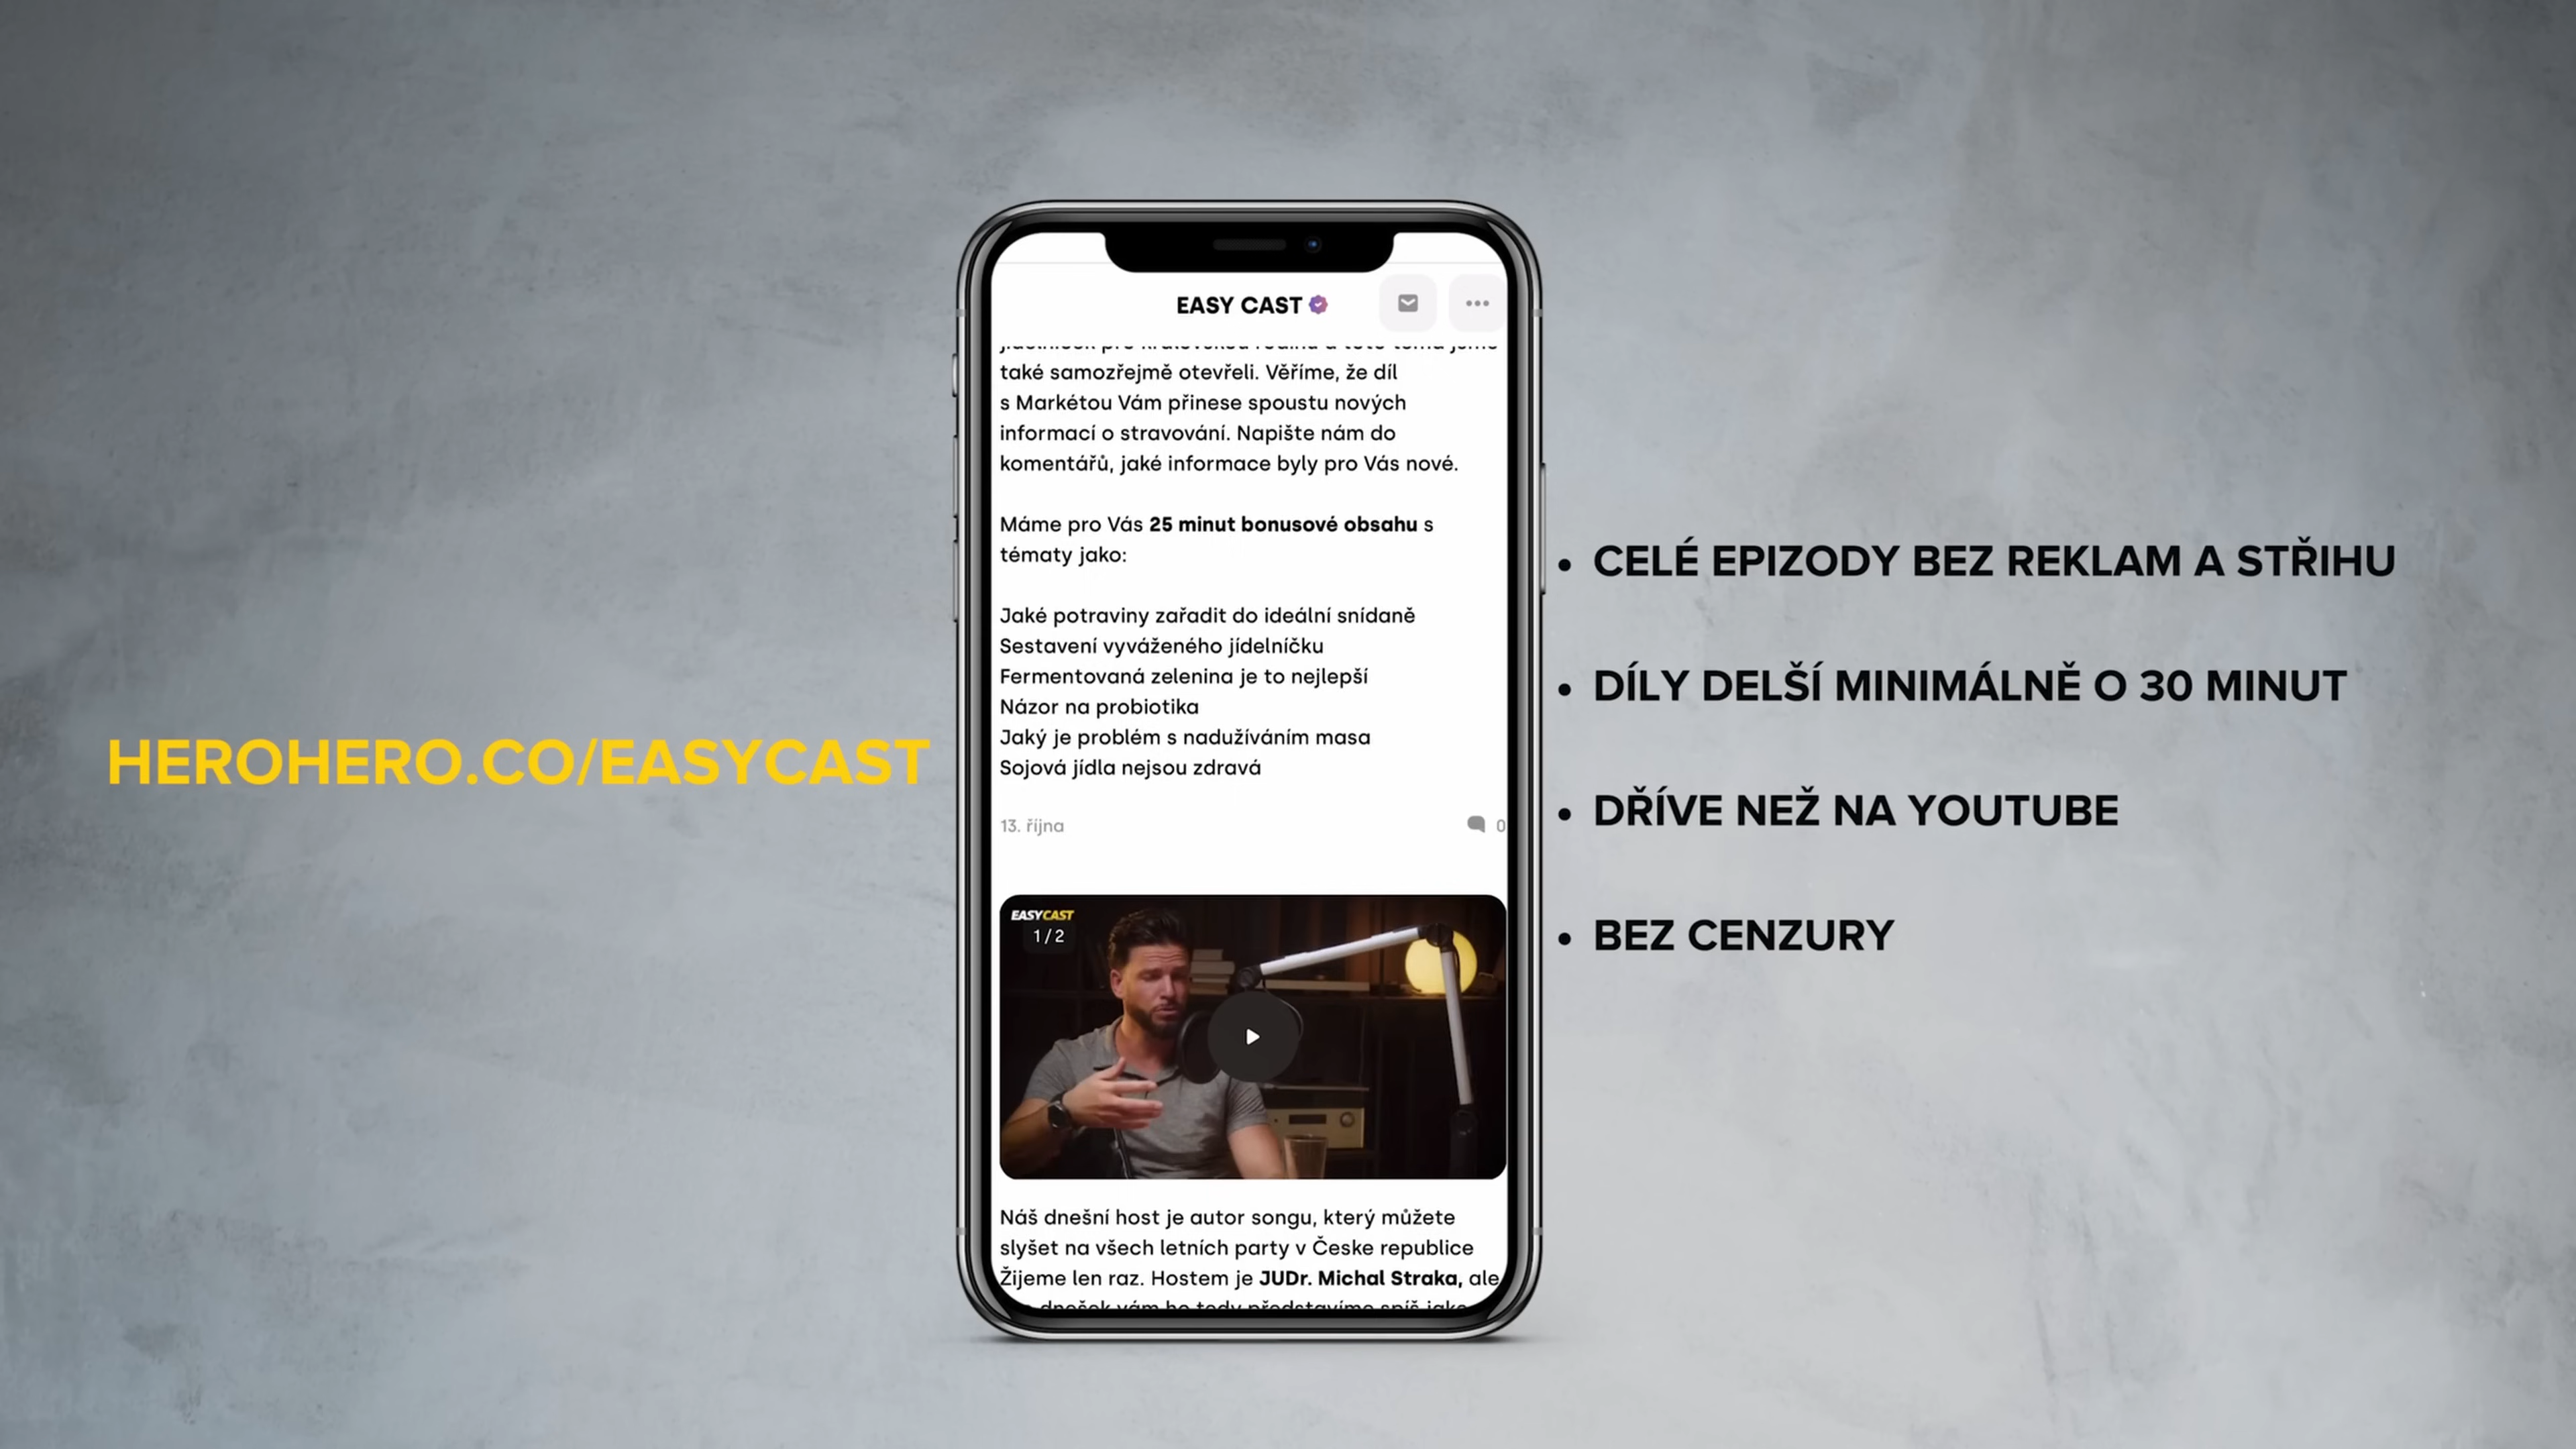 HEROHERO.CO/EASYCAST
EASY CAST
také samozřejmě otevřeli. Věříme, že díl
s Markétou Vám přinese spoustu nových
informací o stravování. Napište nám do
komentářů, jaké informace byly pro Vás nové.
Máme pro Vás 25 minut bonusové obsahu s
tématy jako:
Jaké potraviny zařadit do ideální snídaně
Sestavení vyváženého jídelníčku
Fermentovaná zelenina je to nejlepší
Názor na probiotika
Jaký je problém s nadužíváním masa
Sojová jídla nejsou zdravá
13. října
0
EASYCAST
1/2
Náš dnešní host je autor songu, který můžete
slyšet na všech letních party v Česke republice
Žijeme len raz. Hostem je JUDr. Michal Straka, ale
• CELÉ EPIZODY BEZ REKLAM A STŘIHU
• DÍLY DELŠÍ MINIMÁLNĚ O 30 MINUT
• DŘÍVE NEŽ NA YOUTUBE
• BEZ CENZURY